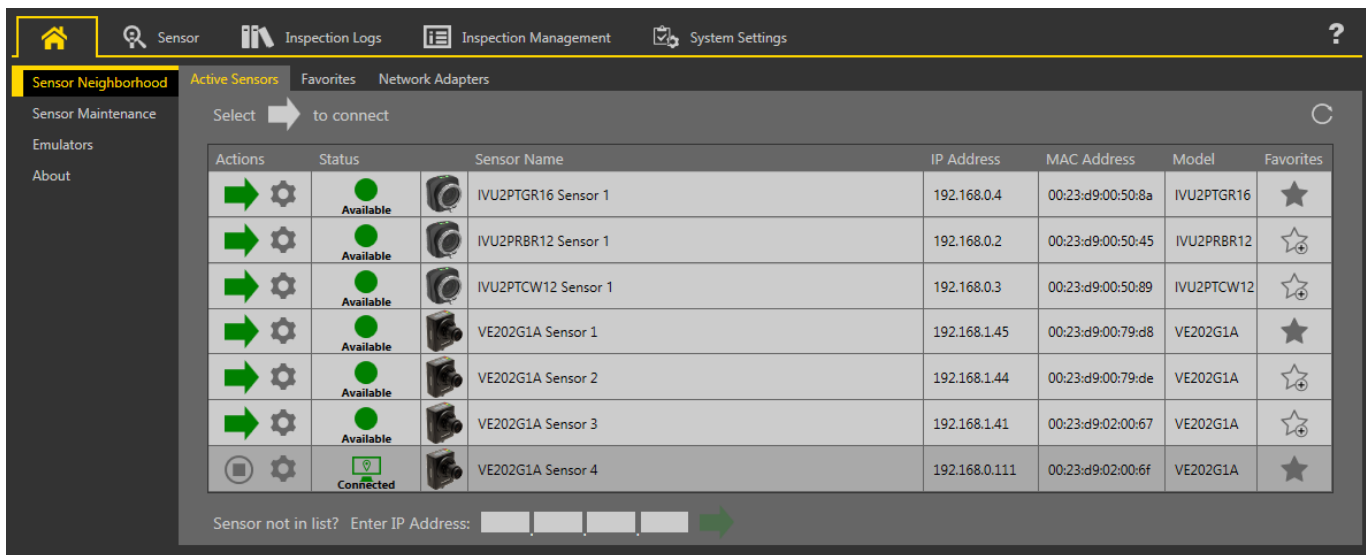 Sensor Inspection Logs Inspection Management System Settings ?
Sensor Neighborhood Active Sensors Favorites Network Adapters
Sensor Maintenance Select to connect
Emulators
About
Actions Status Sensor Name IP Address MAC Address Model Favorites
Available IVU2PTGR16 Sensor 1 192.168.0.4 00:23:d9:00:50:8a IVU2PTGR16
Available IVU2PRBR12 Sensor 1 192.168.0.2 00:23:d9:00:50:45 IVU2PRBR12
Available IVU2PTCW12 Sensor 1 192.168.0.3 00:23:d9:00:50:89 IVU2PTCW12
Available VE202G1A Sensor 1 192.168.1.45 00:23:d9:00:79:d8 VE202G1A
Available VE202G1A Sensor 2 192.168.1.44 00:23:d9:00:79:de VE202G1A
Available VE202G1A Sensor 3 192.168.1.41 00:23:d9:02:00:67 VE202G1A
Connected VE202G1A Sensor 4 192.168.0.111 00:23:d9:02:00:6f VE202G1A
Sensor not in list? Enter IP Address: . . .